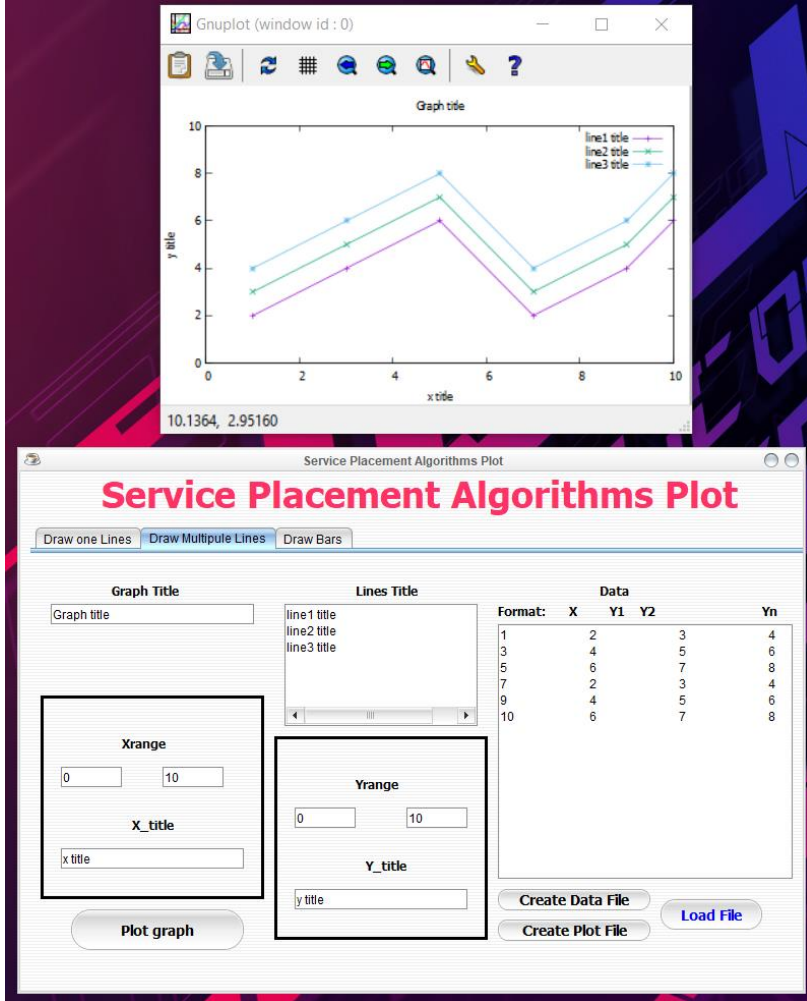 Gnuplot (window id : 0)
Graph title
10
8
6
4
2
0
y title
line1 title
line2 title
line3 title
0 2 4 6 8 10
x title
10.1364, 2.95160
Service Placement Algorithms Plot
Service Placement Algorithms Plot
Draw one Lines Draw Multipule Lines Draw Bars
Graph Title
Graph title
Lines Title
line1 title
line2 title
line3 title
Data
Format: X Y1 Y2 Yn
1 2 3 4
3 4 5 6
5 6 7 8
7 2 3 4
9 4 5 6
10 6 7 8
Xrange
0 10
X_title
x title
Yrange
0 10
Y_title
y title
Plot graph
Create Data File
Create Plot File
Load File